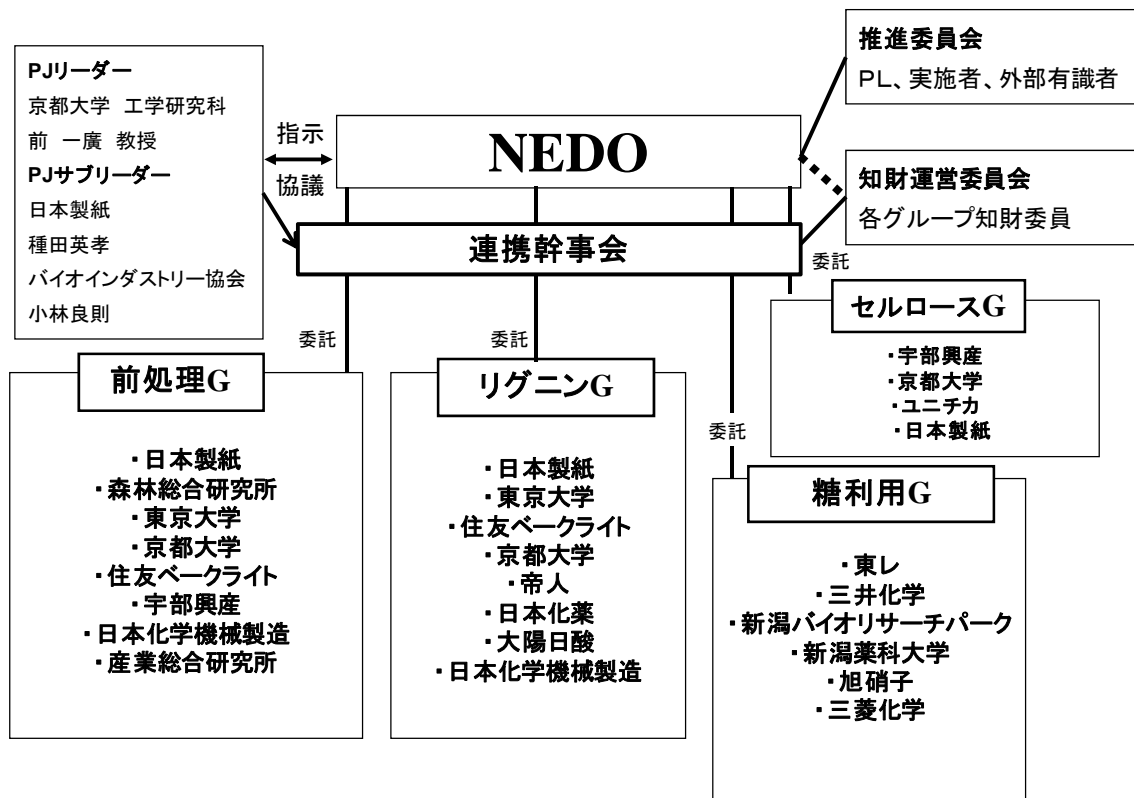 PJリーダー
京都大学 工学研究科
前 一廣 教授
PJサブリーダー
日本製紙
種田英孝
バイオインダストリー協会
小林良則
指示
協議
NEDO
推進委員会
PL、実施者、外部有識者
知財運営委員会
各グループ知財委員
連携幹事会
委託
委託
委託
委託
前処理G
・日本製紙
・森林総合研究所
・東京大学
・京都大学
・住友ベークライト
・宇部興産
・日本化学機械製造
・産業総合研究所
リグニンG
・日本製紙
・東京大学
・住友ベークライト
・京都大学
・帝人
・日本化薬
・大陽日酸
・日本化学機械製造
セルロースG
・宇部興産
・京都大学
・ユニチカ
・日本製紙
糖利用G
・東レ
・三井化学
・新潟バイオリサーチパーク
・新潟薬科大学
・旭硝子
・三菱化学